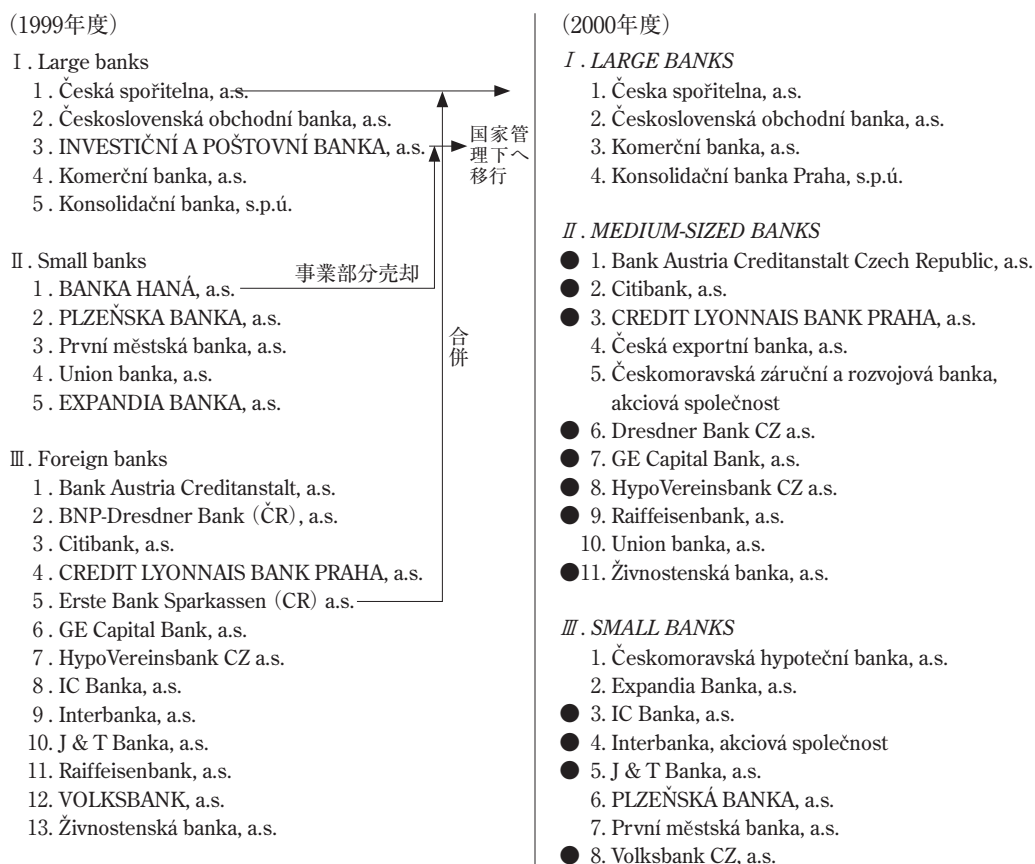 (1999年度)
Ⅰ. Large banks
1. Česká spořitelna, a.s.
2. Československá obchodní banka, a.s.
3. INVESTIČNÍ A POŠTOVNÍ BANKA, a.s.
4. Komerční banka, a.s.
5. Konsolidační banka, s.p.ú.
国家管
理下へ
移行
Ⅱ. Small banks
1. BANKA HANÁ, a.s.
2. PLZEŇSKA BANKA, a.s.
3. První městská banka, a.s.
4. Union banka, a.s.
5. EXPANDIA BANKA, a.s.
事業部分売却
合併
Ⅲ. Foreign banks
1. Bank Austria Creditanstalt, a.s.
2. BNP-Dresdner Bank (ČR), a.s.
3. Citibank, a.s.
4. CREDIT LYONNAIS BANK PRAHA, a.s.
5. Erste Bank Sparkassen (CR) a.s.
6. GE Capital Bank, a.s.
7. HypoVereinsbank CZ a.s.
8. IC Banka, a.s.
9. Interbanka, a.s.
10. J & T Banka, a.s.
11. Raiffeisenbank, a.s.
12. VOLKSBANK, a.s.
13. Živnostenská banka, a.s.
(2000年度)
Ⅰ. LARGE BANKS
1. Česka spořitelna, a.s.
2. Československá obchodní banka, a.s.
3. Komerční banka, a.s.
4. Konsolidační banka Praha, s.p.ú.
Ⅱ. MEDIUM-SIZED BANKS
● 1. Bank Austria Creditanstalt Czech Republic, a.s.
● 2. Citibank, a.s.
● 3. CREDIT LYONNAIS BANK PRAHA, a.s.
4. Česká exportní banka, a.s.
5. Českomoravská záruční a rozvojová banka,
akciová společnost
● 6. Dresdner Bank CZ a.s.
● 7. GE Capital Bank, a.s.
● 8. HypoVereinsbank CZ a.s.
● 9. Raiffeisenbank, a.s.
10. Union banka, a.s.
●11. Živnostenská banka, a.s.
Ⅲ. SMALL BANKS
1. Českomoravská hypoteční banka, a.s.
2. Expandia Banka, a.s.
● 3. IC Banka, a.s.
● 4. Interbanka, akciová společnost
● 5. J & T Banka, a.s.
6. PLZEŇSKÁ BANKA, a.s.
7. První městská banka, a.s.
● 8. Volksbank CZ, a.s.